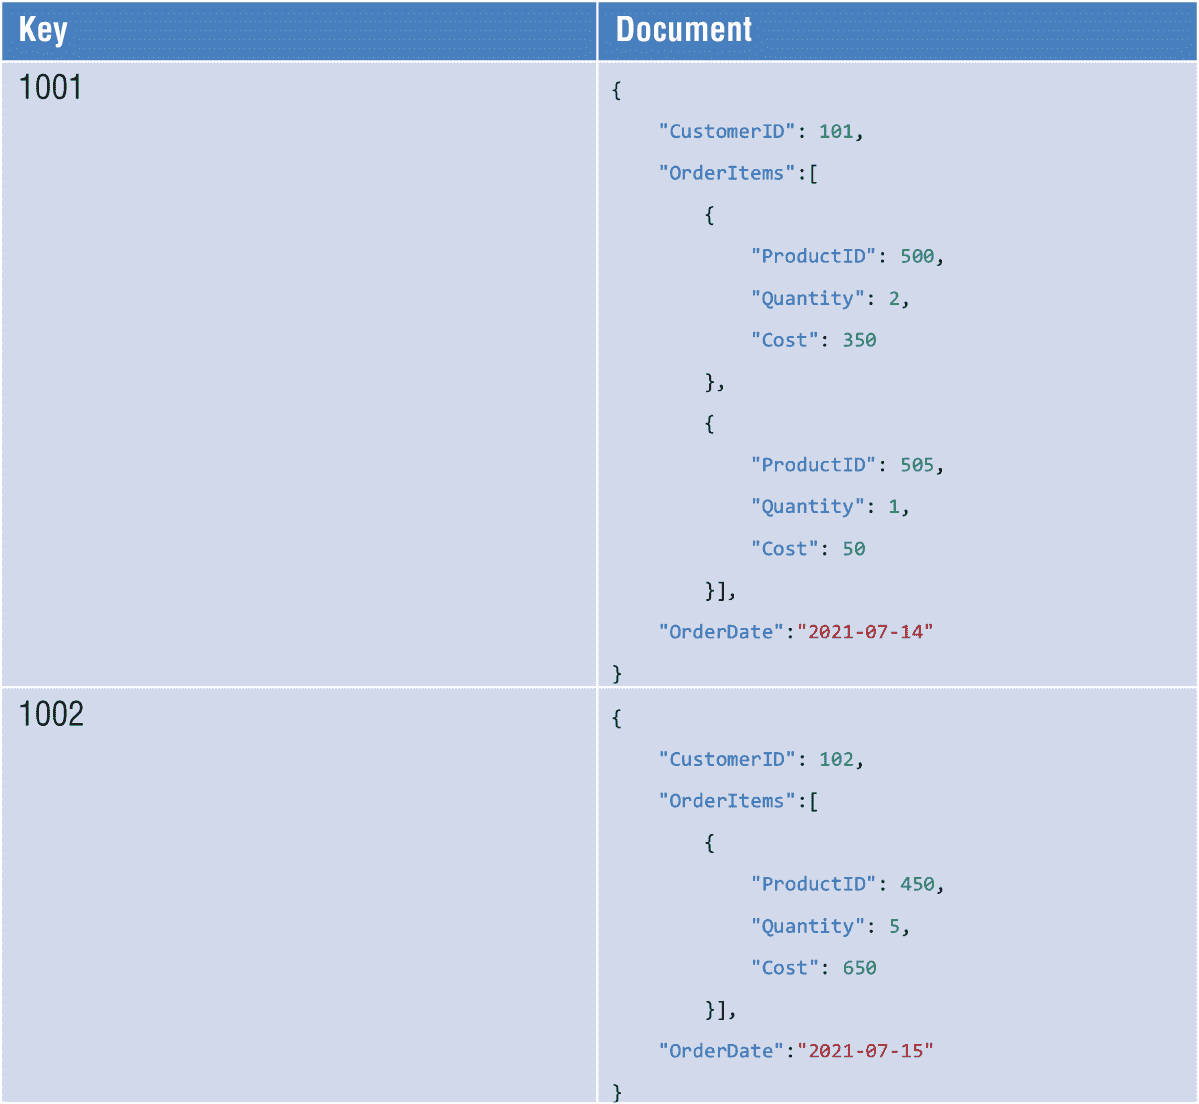 Key Document
1001 {
"CustomerID": 101,
"OrderItems":[
{
"ProductID": 500,
"Quantity": 2,
"Cost": 350
},
{
"ProductID": 505,
"Quantity": 1,
"Cost": 50
}],
"OrderDate":"2021-07-14"
}
1002 {
"CustomerID": 102,
"OrderItems":[
{
"ProductID": 450,
"Quantity": 5,
"Cost": 650
}],
"OrderDate":"2021-07-15"
}